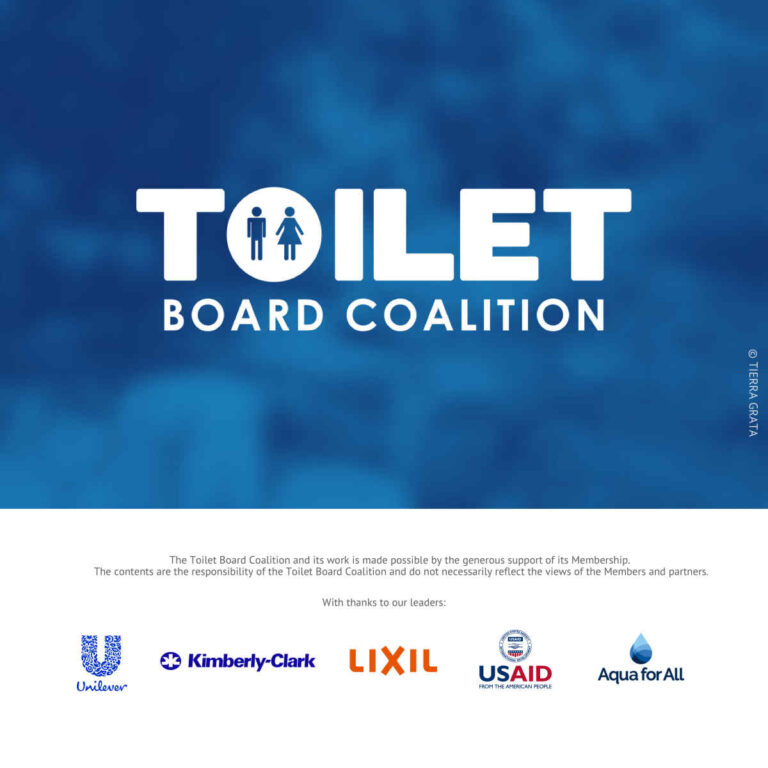 TOILET
BOARD COALITION
© TIERRA GRATA
The Toilet Board Coalition and its work is made possible by the generous support of its Membership.
The contents are the responsibility of the Toilet Board Coalition and do not necessarily reflect the views of the Members and partners.
With thanks to our leaders:
Unilever
Kimberly-Clark
LIXIL
USAID
FROM THE AMERICAN PEOPLE
Aqua for All